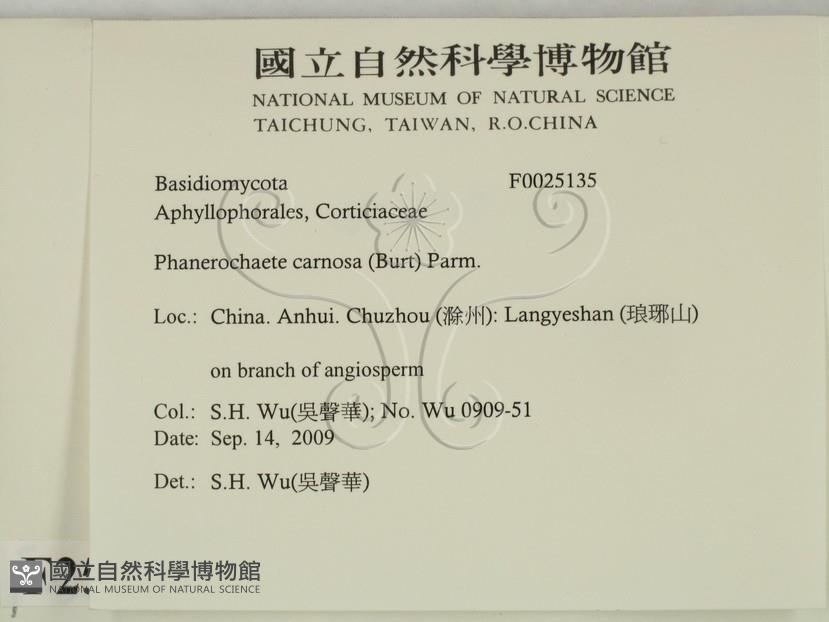 國立自然科學博物館
NATIONAL MUSEUM OF NATURAL SCIENCE
TAICHUNG, TAIWAN, R.O.CHINA
Basidiomycota F0025135
Aphyllophorales, Corticiaceae
Phanerochaete carnosa (Burt) Parm.
Loc.: China. Anhui. Chuzhou (滁州): Langyeshan (琅琊山)
on branch of angiosperm
Col.: S.H. Wu(吳聲華); No. Wu 0909-51
Date: Sep. 14, 2009
Det.: S.H. Wu(吳聲華)
國立自然科學博物館
NATIONAL MUSEUM OF NATURAL SCIENCE